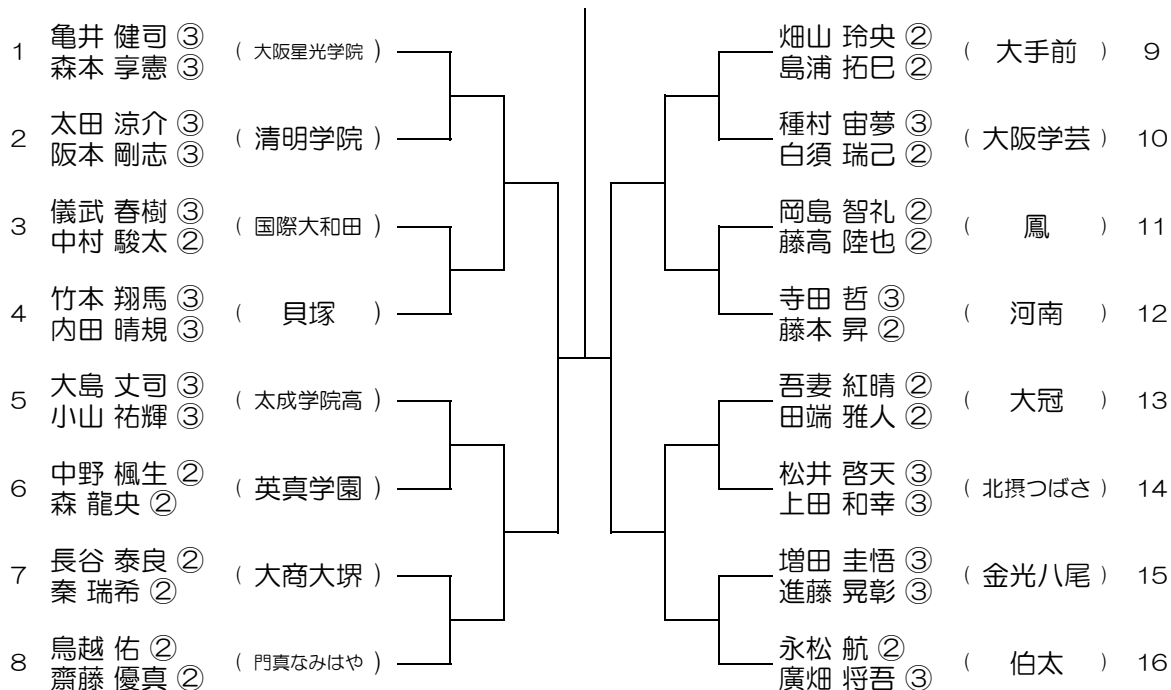 1 亀井 健司 ③ ( 大阪星光学院 )
森本 享憲 ③
2 太田 涼介 ③ ( 清明学院 )
阪本 剛志 ③
3 儀武 春樹 ③ ( 国際大和田 )
中村 駿太 ②
4 竹本 翔馬 ③ ( 貝塚 )
内田 晴規 ③
5 大島 丈司 ③ ( 太成学院高 )
小山 祐輝 ③
6 中野 楓生 ② ( 英真学園 )
森 龍央 ②
7 長谷 泰良 ② ( 大商大堺 )
秦 瑞希 ②
8 鳥越 佑 ② ( 門真なみはや )
齋藤 優真 ②
畑山 玲央 ② ( 大手前 ) 9
島浦 拓巳 ②
種村 宙夢 ③ ( 大阪学芸 ) 10
白須 瑞己 ②
岡島 智礼 ② ( 鳳 ) 11
藤高 陸也 ②
寺田 哲 ③ ( 河南 ) 12
藤本 昇 ②
吾妻 紅晴 ② ( 大冠 ) 13
田端 雅人 ②
松井 啓天 ③ ( 北摂つばさ ) 14
上田 和幸 ③
増田 圭悟 ③ ( 金光八尾 ) 15
進藤 晃彰 ③
永松 航 ② ( 伯太 ) 16
廣畑 将吾 ③